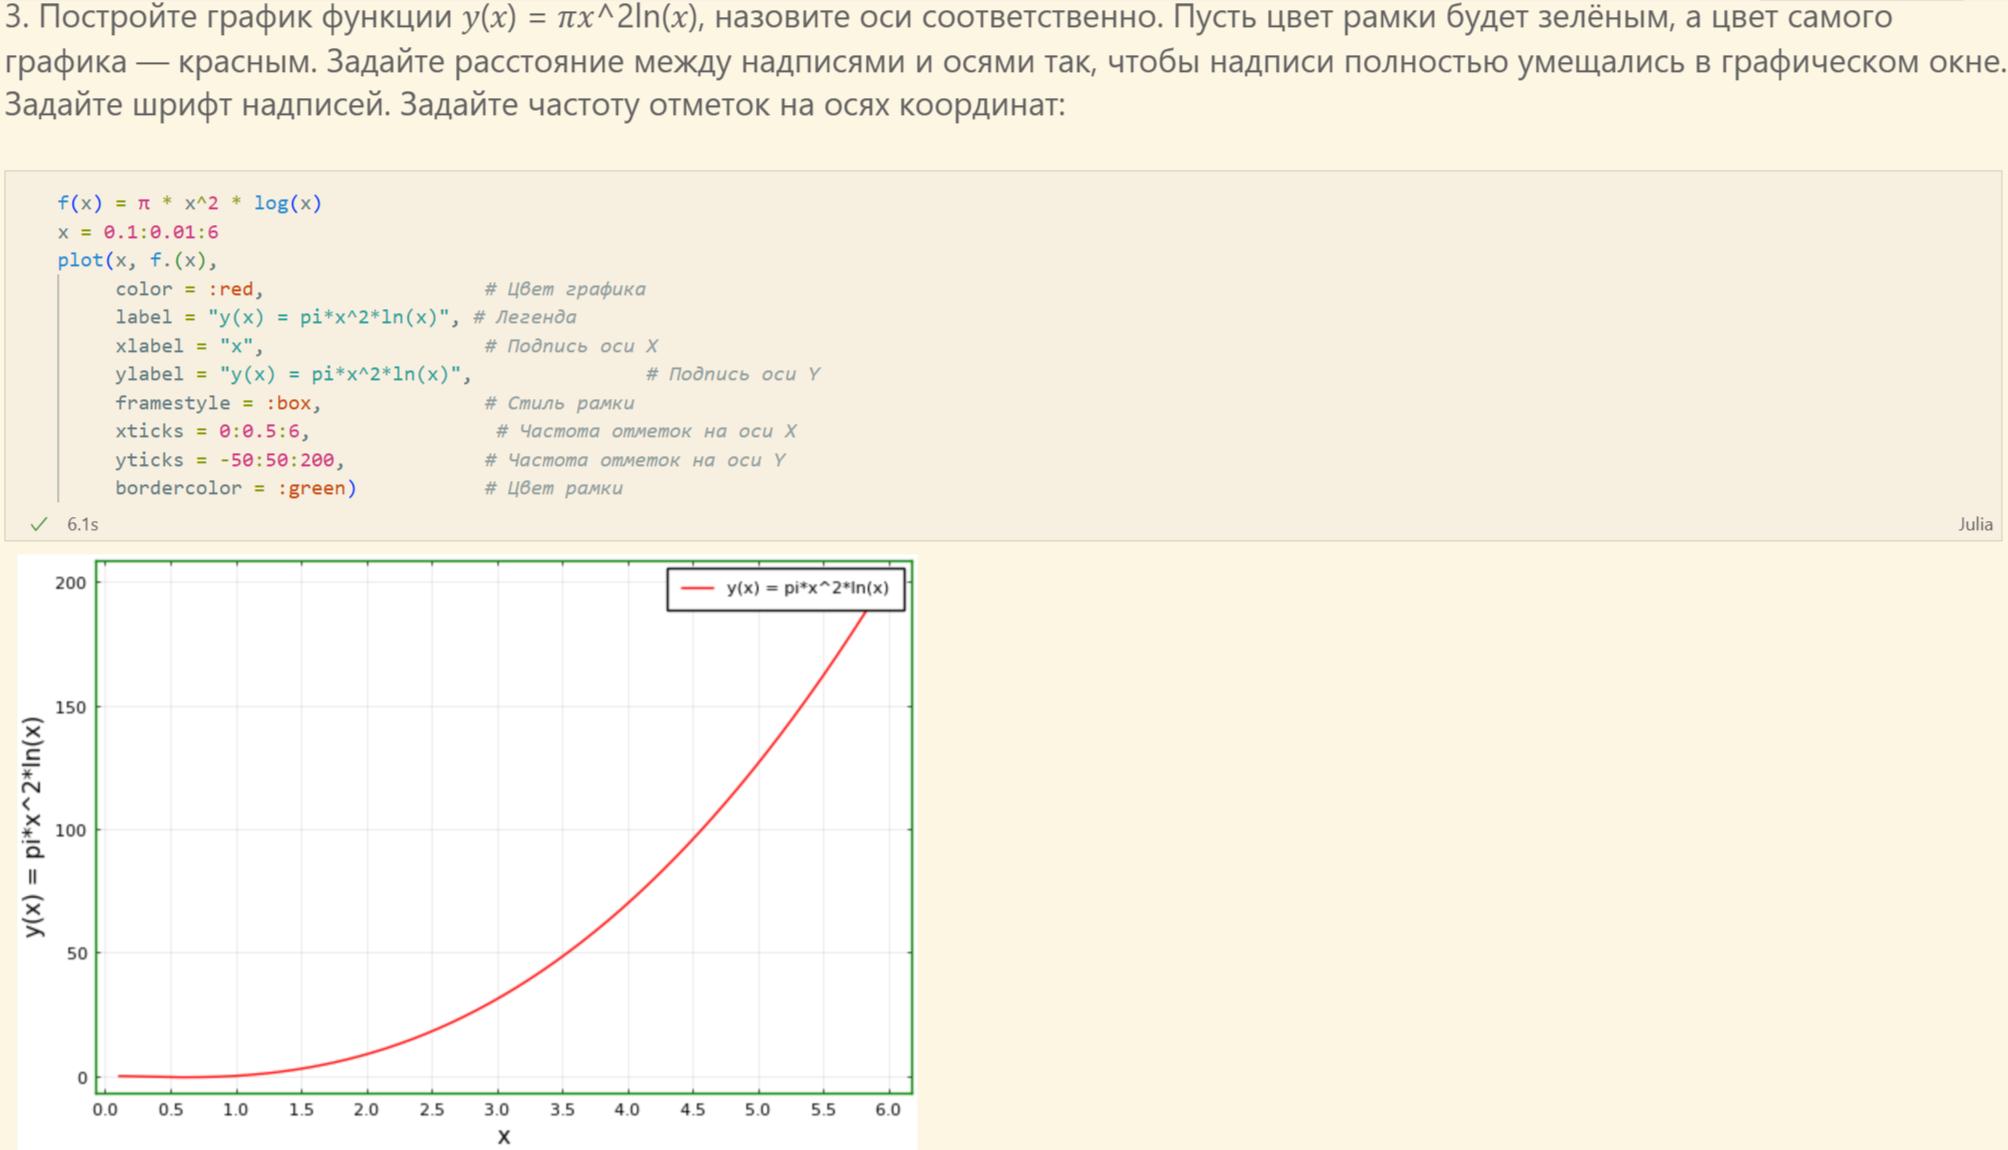 3. Постройте график функции y(x) = πx^2ln(x), назовите оси соответственно. Пусть цвет рамки будет зелёным, а цвет самого
графика — красным. Задайте расстояние между надписями и осями так, чтобы надписи полностью умещались в графическом окне.
Задайте шрифт надписей. Задайте частоту отметок на осях координат:
f(x) = π * x^2 * log(x)
x = 0.1:0.01:6
plot(x, f.(x),
color = :red, # Цвет графика
label = "y(x) = pi*x^2*ln(x)", # Легенда
xlabel = "x", # Подпись оси X
ylabel = "y(x) = pi*x^2*ln(x)", # Подпись оси Y
framestyle = :box, # Стиль рамки
xticks = 0:0.5:6, # Частота отметок на оси X
yticks = -50:50:200, # Частота отметок на оси Y
bordercolor = :green) # Цвет рамки
6.1s
Julia
y(x) = pi*x^2*ln(x)
200
150
100
50
0
y(x) = pi*x^2*ln(x)
0.0 0.5 1.0 1.5 2.0 2.5 3.0 3.5 4.0 4.5 5.0 5.5 6.0
x